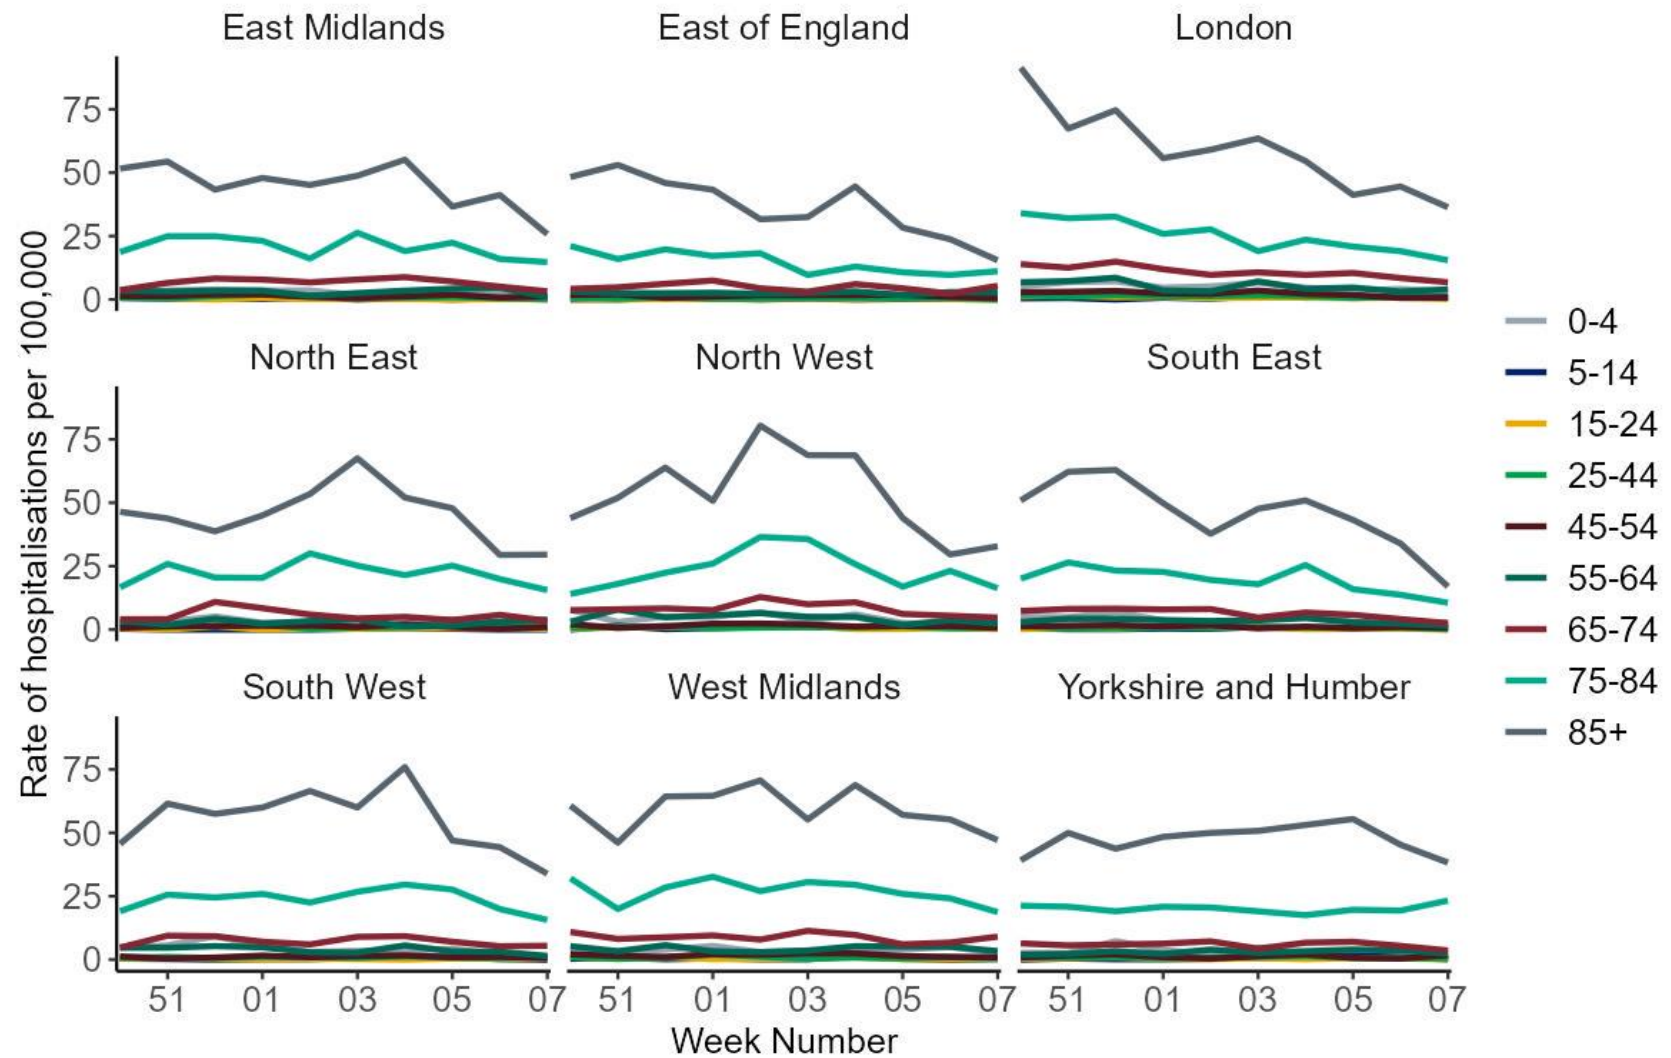 East Midlands
East of England
London
75
50
25
0
North East
North West
South East
75
50
25
0
South West
West Midlands
Yorkshire and Humber
75
50
25
0
51 01 03 05 07
51 01 03 05 07
51 01 03 05 07
Week Number
Rate of hospitalisations per 100,000
0-4
5-14
15-24
25-44
45-54
55-64
65-74
75-84
85+